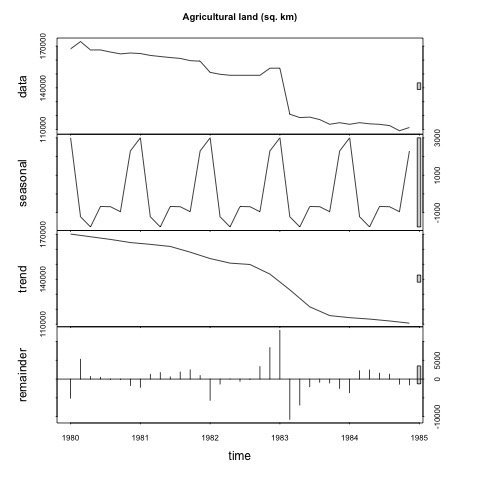 Agricultural land (sq. km)
data
110000 140000 170000
seasonal
-1000 1000 3000
trend
110000 140000 170000
remainder
-10000 0 5000
1980 1981 1982 1983 1984 1985
time